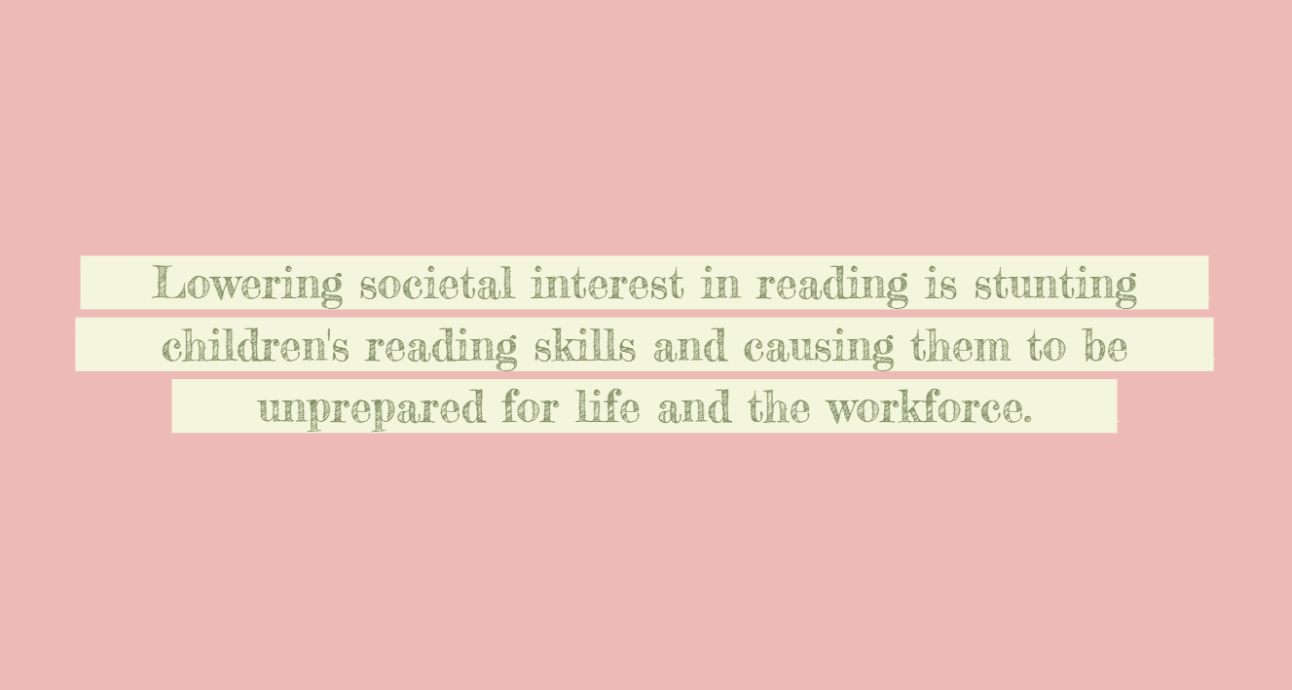 Lowering societal interest in reading is stunting
children's reading skills and causing them to be
unprepared for life and the workforce.